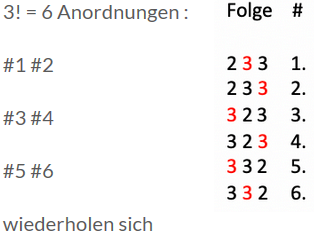 3! = 6 Anordnungen :
#1 #2
#3 #4
#5 #6
wiederholen sich
Folge #
2 3 3 1.
2 3 3 2.
3 2 3 3.
3 2 3 4.
3 3 2 5.
3 3 2 6.